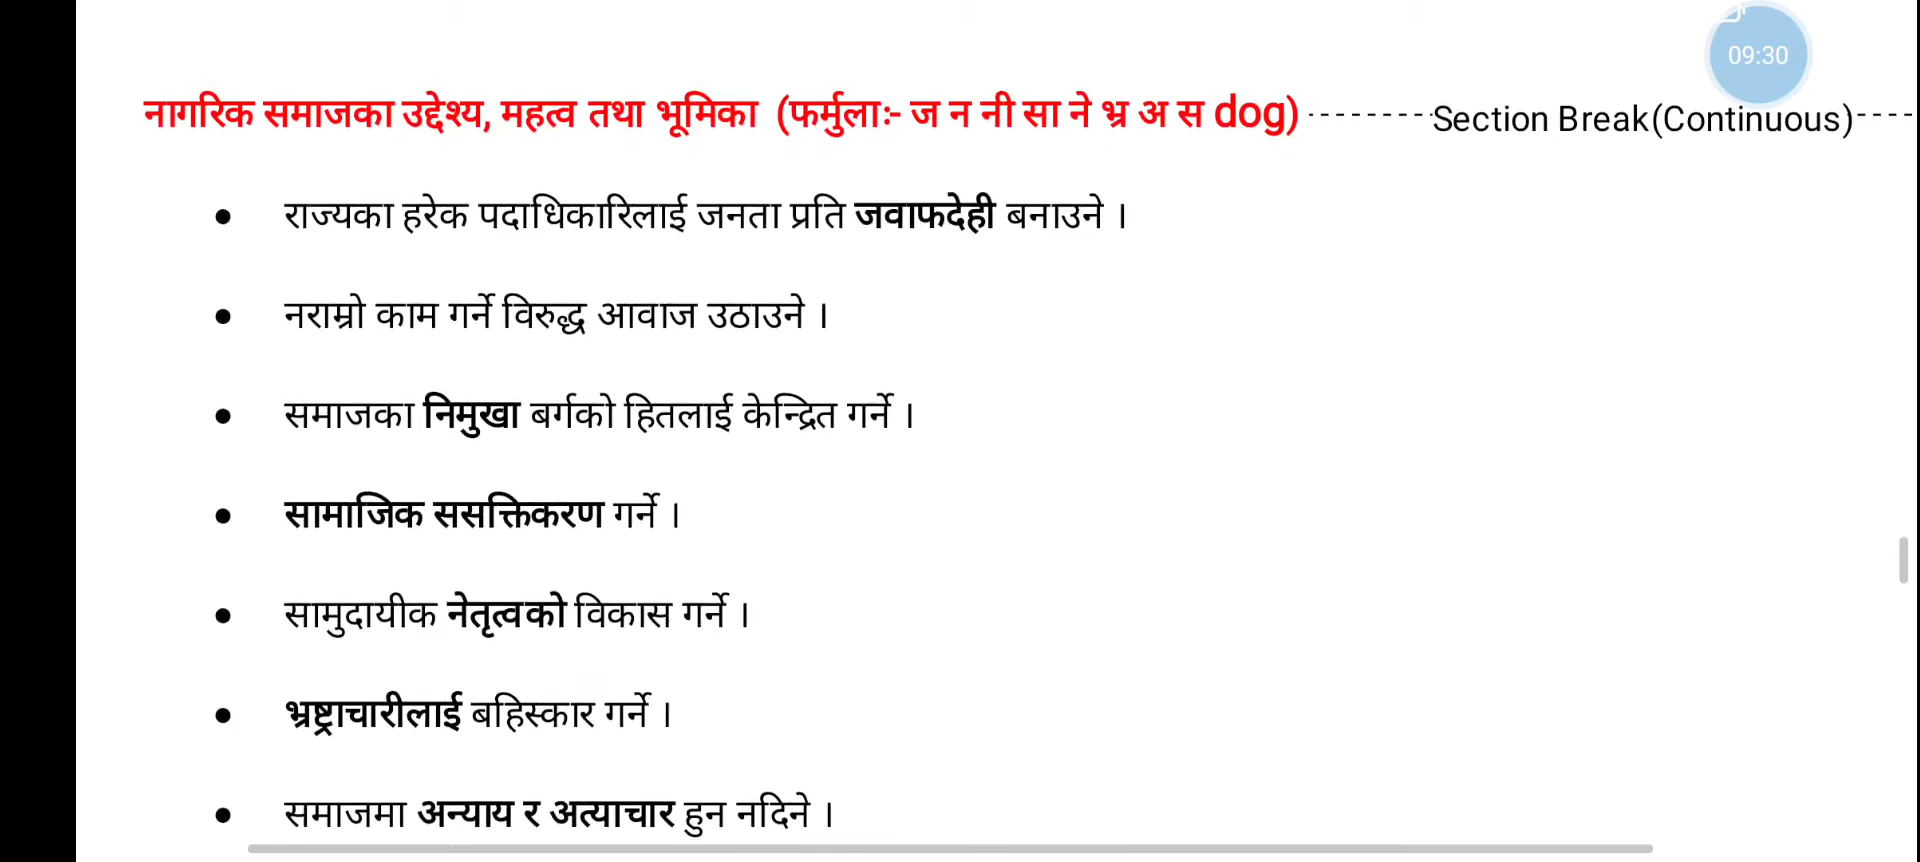 09:30
नागरिक समाजका उद्देश्य, महत्व तथा भूमिका (फर्मुलाः- ज न नी सा ने भ्र अ स dog) Section Break(Continuous)
• राज्यका हरेक पदाधिकारिलाई जनता प्रति जवाफदेही बनाउने ।
• नराम्रो काम गर्ने विरुद्ध आवाज उठाउने ।
• समाजका निमुखा बर्गको हितलाई केन्द्रित गर्ने ।
• सामाजिक ससक्तिकरण गर्ने ।
• सामुदायीक नेतृत्वको विकास गर्ने ।
• भ्रष्ट्राचारीलाई बहिस्कार गर्ने ।
• समाजमा अन्याय र अत्याचार हुन नदिने ।